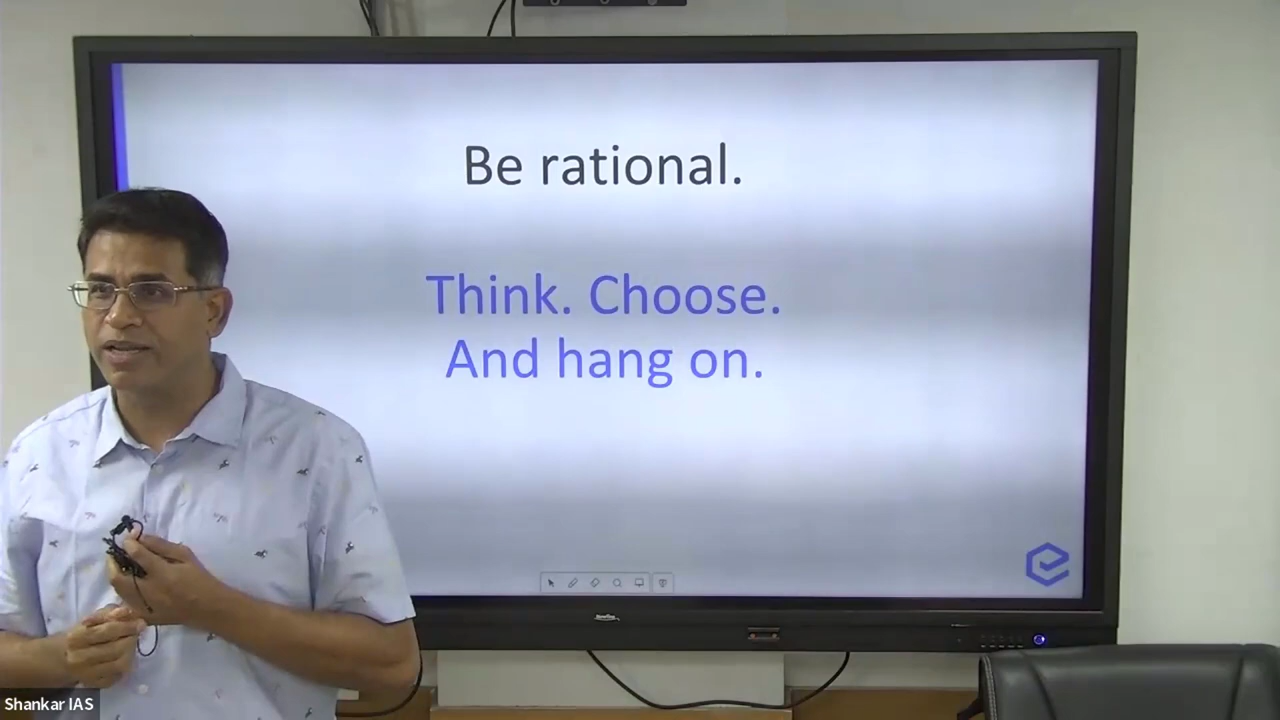 Be rational.
Think. Choose.
And hang on.
Shankar IAS